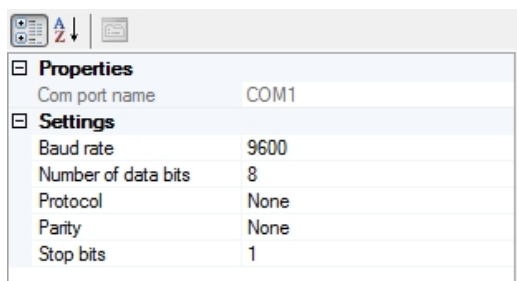 A
Z
Properties
Com port name COM1
Settings
Baud rate 9600
Number of data bits 8
Protocol None
Parity None
Stop bits 1